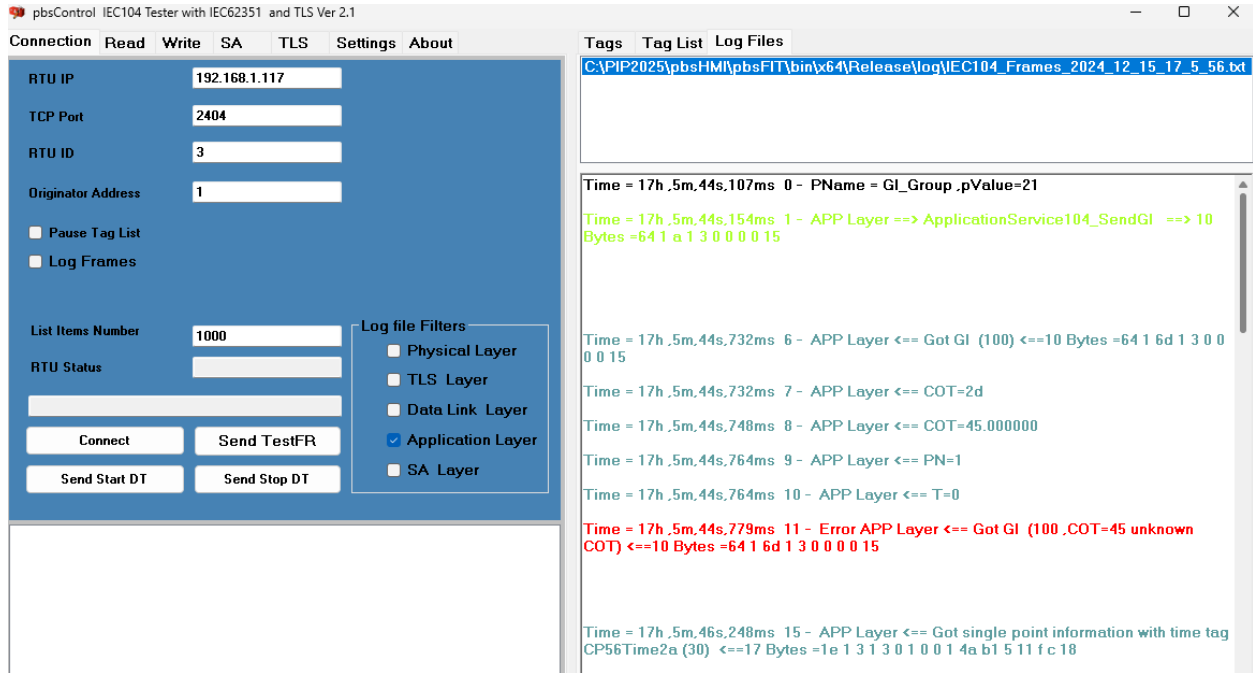 pbsControl IEC104 Tester with IEC62351 and TLS Ver 2.1
Connection Read Write SA TLS Settings About
RTU IP 192.168.1.117
TCP Port 2404
RTU ID 3
Originator Address 1
Pause Tag List
Log Frames
List Items Number 1000
RTU Status
Log file Filters
Physical Layer
TLS Layer
Data Link Layer
Application Layer
SA Layer
Connect Send TestFR
Send Start DT Send Stop DT
Tags Tag List Log Files
C:\PIP2025\pbsHMI\pbsFIT\bin\x64\Release\log\IEC104_Frames_2024_12_15_17_5_56.txt
Time = 17h ,5m,44s,107ms 0 - PName = GI_Group ,pValue=21
Time = 17h ,5m,44s,154ms 1 - APP Layer ==> ApplicationService104_SendGI ==> 10
Bytes =64 1 a 1 3 0 0 0 0 15
Time = 17h ,5m,44s,732ms 6 - APP Layer <== Got GI (100) <==10 Bytes =64 1 6d 1 3 0 0
0 0 15
Time = 17h ,5m,44s,732ms 7 - APP Layer <== COT=2d
Time = 17h ,5m,44s,748ms 8 - APP Layer <== COT=45.000000
Time = 17h ,5m,44s,764ms 9 - APP Layer <== PN=1
Time = 17h ,5m,44s,764ms 10 - APP Layer <== T=0
Time = 17h ,5m,44s,779ms 11 - Error APP Layer <== Got GI (100 ,COT=45 unknown
COT) <==10 Bytes =64 1 6d 1 3 0 0 0 0 15
Time = 17h ,5m,46s,248ms 15 - APP Layer <== Got single point information with time tag
CP56Time2a (30) <==17 Bytes =1e 1 3 1 3 0 1 0 0 1 4a b1 5 11 f c 18